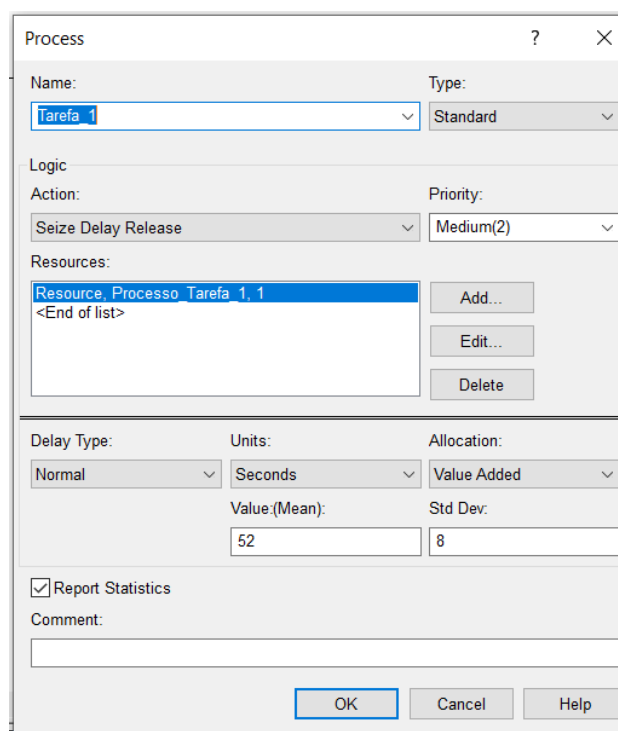 Process ? ×
Name: Type:
Tarefa_1 Standard
Logic
Action: Priority:
Seize Delay Release Medium(2)
Resources:
Resource, Processo_Tarefa_1, 1
<End of list>
Add...
Edit...
Delete
Delay Type: Units: Allocation:
Normal Seconds Value Added
Value:(Mean): Std Dev:
52 8
Report Statistics
Comment:
OK Cancel Help